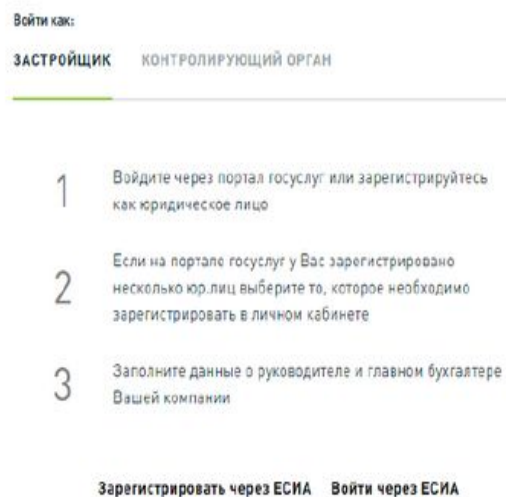 Войти как:
ЗАСТРОЙЩИК КОНТРОЛИРУЮЩИЙ ОРГАН
1 Войдите через портал госуслуг или зарегистрируйтесь
как юридическое лицо
2 Если на портале госуслуг у Вас зарегистрировано
несколько юр.лиц выберите то, которое необходимо
зарегистрировать в личном кабинете
3 Заполните данные о руководителе и главном бухгалтере
Вашей компании
Зарегистрировать через ЕСИА Войти через ЕСИА